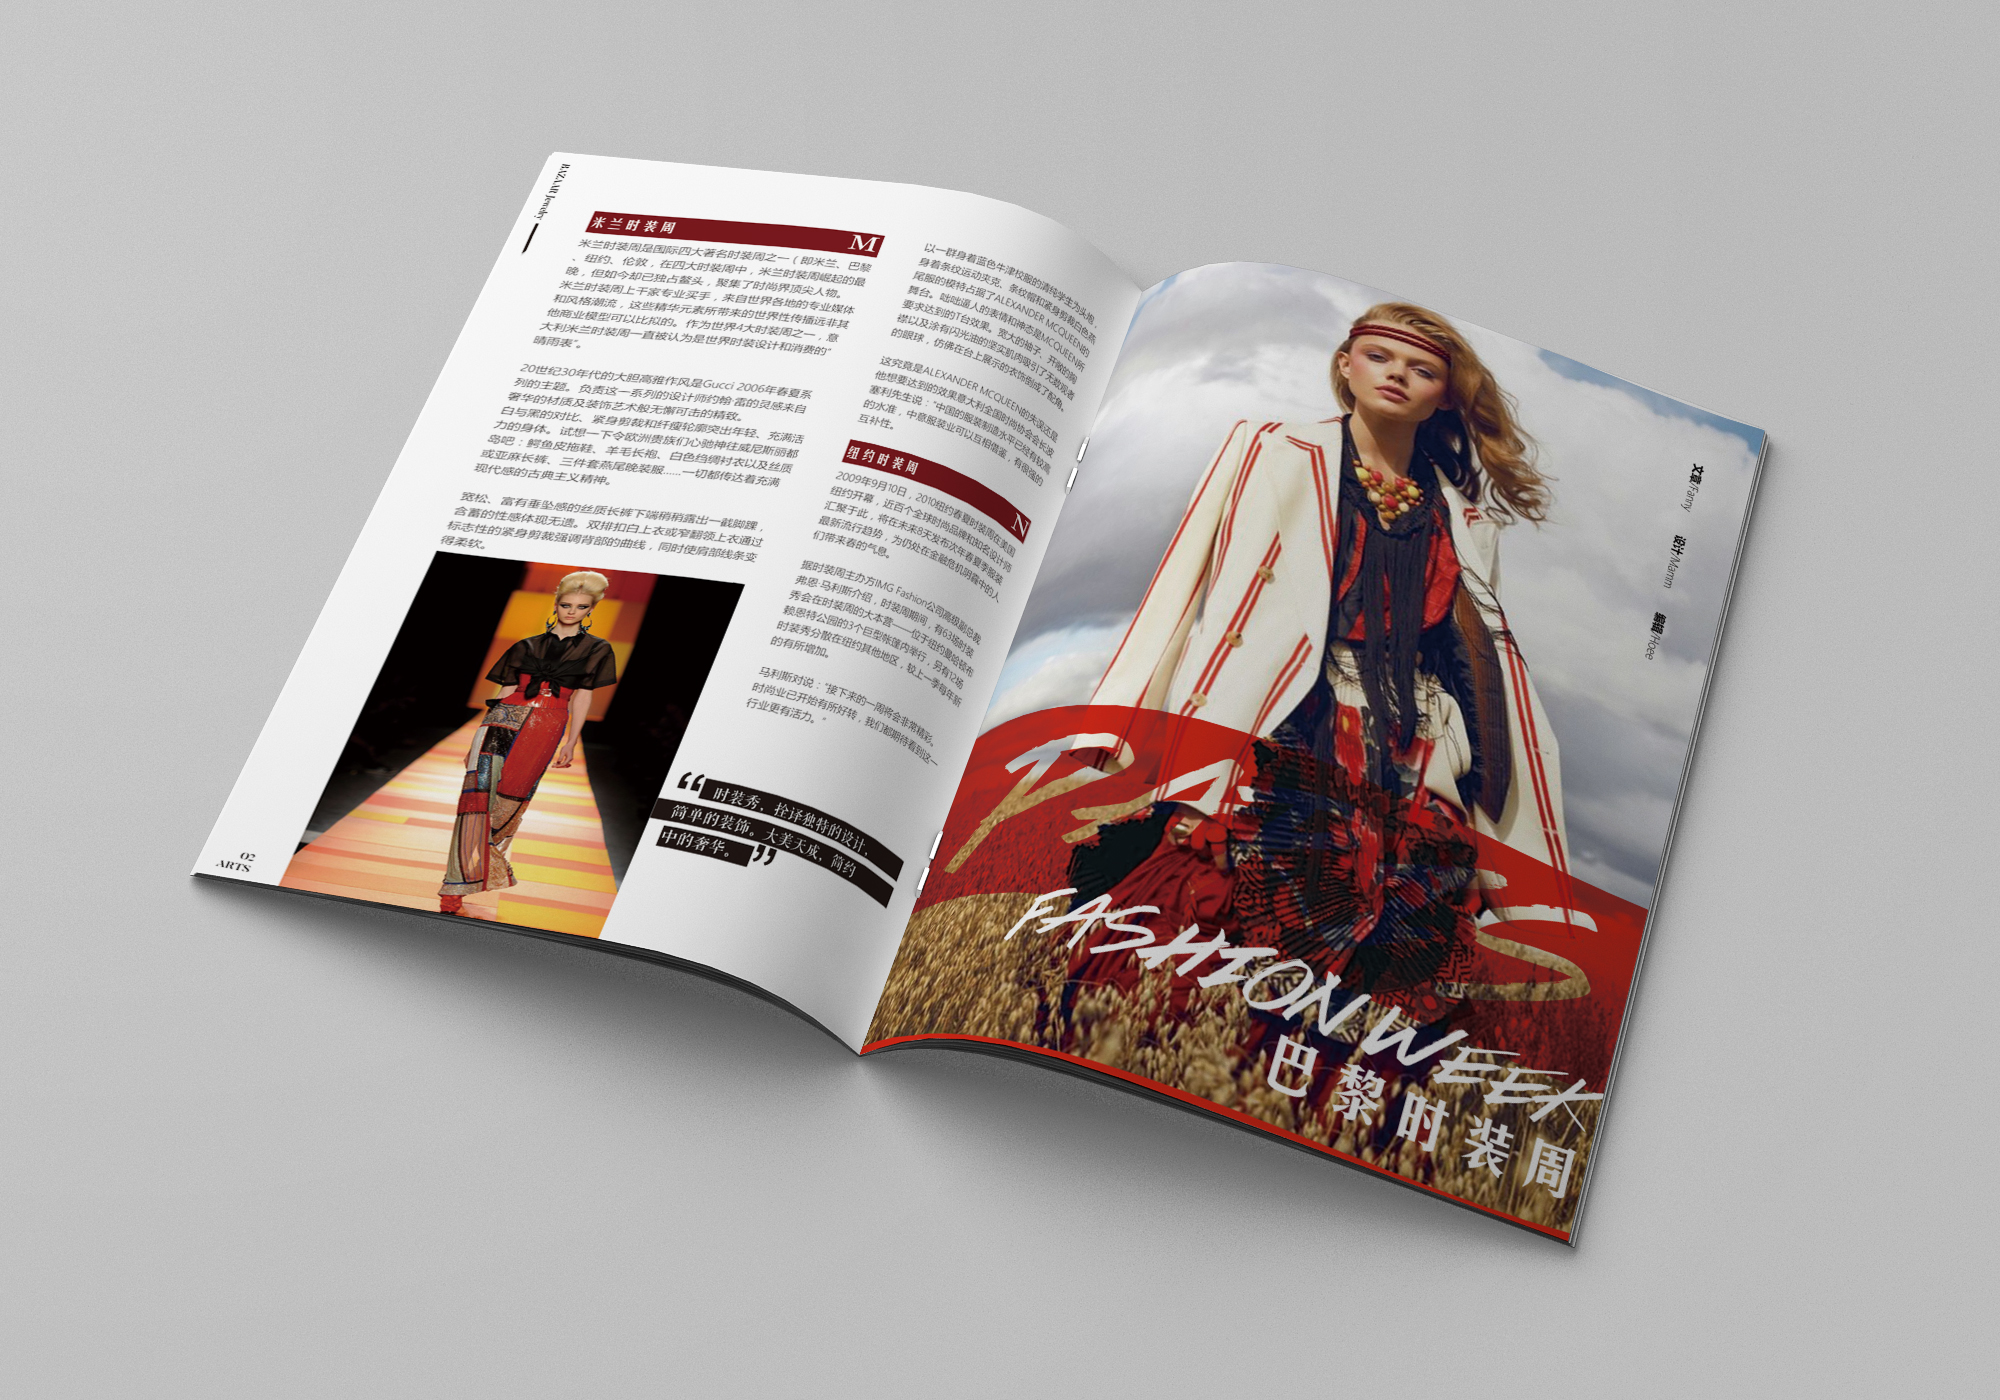 BAZAAR Jewelry
米兰时装周
M
米兰时装周是国际四大著名时装周之一（即米兰、巴黎
、纽约、伦敦，在四大时装周中，米兰时装周崛起的最
晚，但如今却已独占鳌头，聚集了时尚界顶尖人物。
米兰时装周上千家专业买手，来自世界各地的专业媒体
和风格潮流，这些精华元素所带来的世界性传播远非其
他商业模型可以比拟的。作为世界4大时装周之一，意
大利米兰时装周一直被认为是世界时装设计和消费的“
晴雨表”。
20世纪30年代的大胆高雅作风是Gucci 2006年春夏系
列的主题。负责这一系列的设计师约翰·雷的灵感来自
奢华的材质及装饰艺术般无懈可击的精致。
白与黑的对比、紧身剪裁和纤瘦轮廓突出年轻、充满活
力的身体。试想一下令欧洲贵族们心驰神往威尼斯丽都
岛吧：鳄鱼皮拖鞋、羊毛长袍、白色绉绸衬衣以及丝质
或亚麻长裤、三件套燕尾晚装服……一切都传达着充满
现代感的古典主义精神。
宽松、富有垂坠感的丝质长裤下端稍稍露出一截脚踝，
含蓄的性感体现无遗。双排扣白上衣或窄翻领上衣通过
标志性的紧身剪裁强调背部的曲线，同时使肩部线条变
得柔软。
02
ARTS
以一群身着蓝色牛津校服的清纯学生为头炮，
身着条纹运动夹克、条纹帽和紧身剪裁白色燕
尾服的模特占据了ALEXANDER MCQUEEN的
舞台。咄咄逼人的表情和神态是MCQUEEN所
要求达到的T台效果。宽大的袖子、开敞的胸
襟以及涂有闪光油的坚实肌肉吸引了无数观者
的眼球，仿佛在台上展示的衣饰倒成了配角。
这究竟是ALEXANDER MCQUEEN的失误还是
他想要达到的效果意大利全国时尚协会会长波
塞利先生说：“中国的服装制造水平已经有较高
的水准，中意服装业可以互相借鉴，有很强的
互补性。
纽约时装周
N
2009年9月10日，2010纽约春夏时装周在美国
纽约开幕，近百个全球时尚品牌和知名设计师
汇聚于此，将在未来8天发布次年春夏季服装
最新流行趋势，为仍处在金融危机阴霾中的人
们带来春的气息。
据时装周主办方IMG Fashion公司高级副总裁
弗恩·马利斯介绍，时装周期间，有63场时装
秀会在时装周的大本营——位于纽约曼哈顿布
赖恩特公园的3个巨型帐篷内举行，另有12场
时装秀分散在纽约其他地区，较上一季每年新
的有所增加。
马利斯对说：“接下来的一周将会非常精彩。
时尚业已开始有所好转，我们都期待看到这一
行业更有活力。”
“时装秀，拴译独特的设计，
简单的装饰。大美天成，简约
中的奢华。”
文章/Fanry
设计/Mamm
编辑/Hoee
PARIS
FASHION WEEK
巴黎时装周